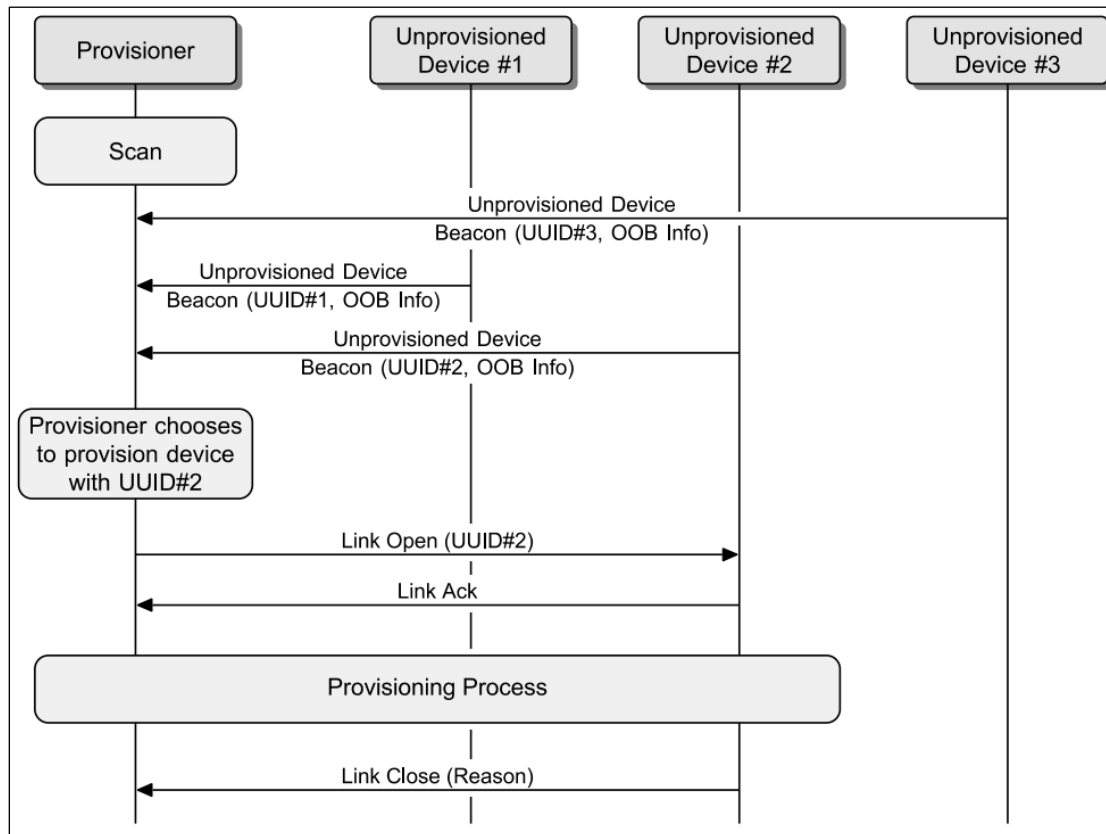 Provisioner
Unprovisioned
Device #1
Unprovisioned
Device #2
Unprovisioned
Device #3
Scan
Unprovisioned Device
Beacon (UUID#3, OOB Info)
Unprovisioned Device
Beacon (UUID#1, OOB Info)
Unprovisioned Device
Beacon (UUID#2, OOB Info)
Provisioner chooses
to provision device
with UUID#2
Link Open (UUID#2)
Link Ack
Provisioning Process
Link Close (Reason)